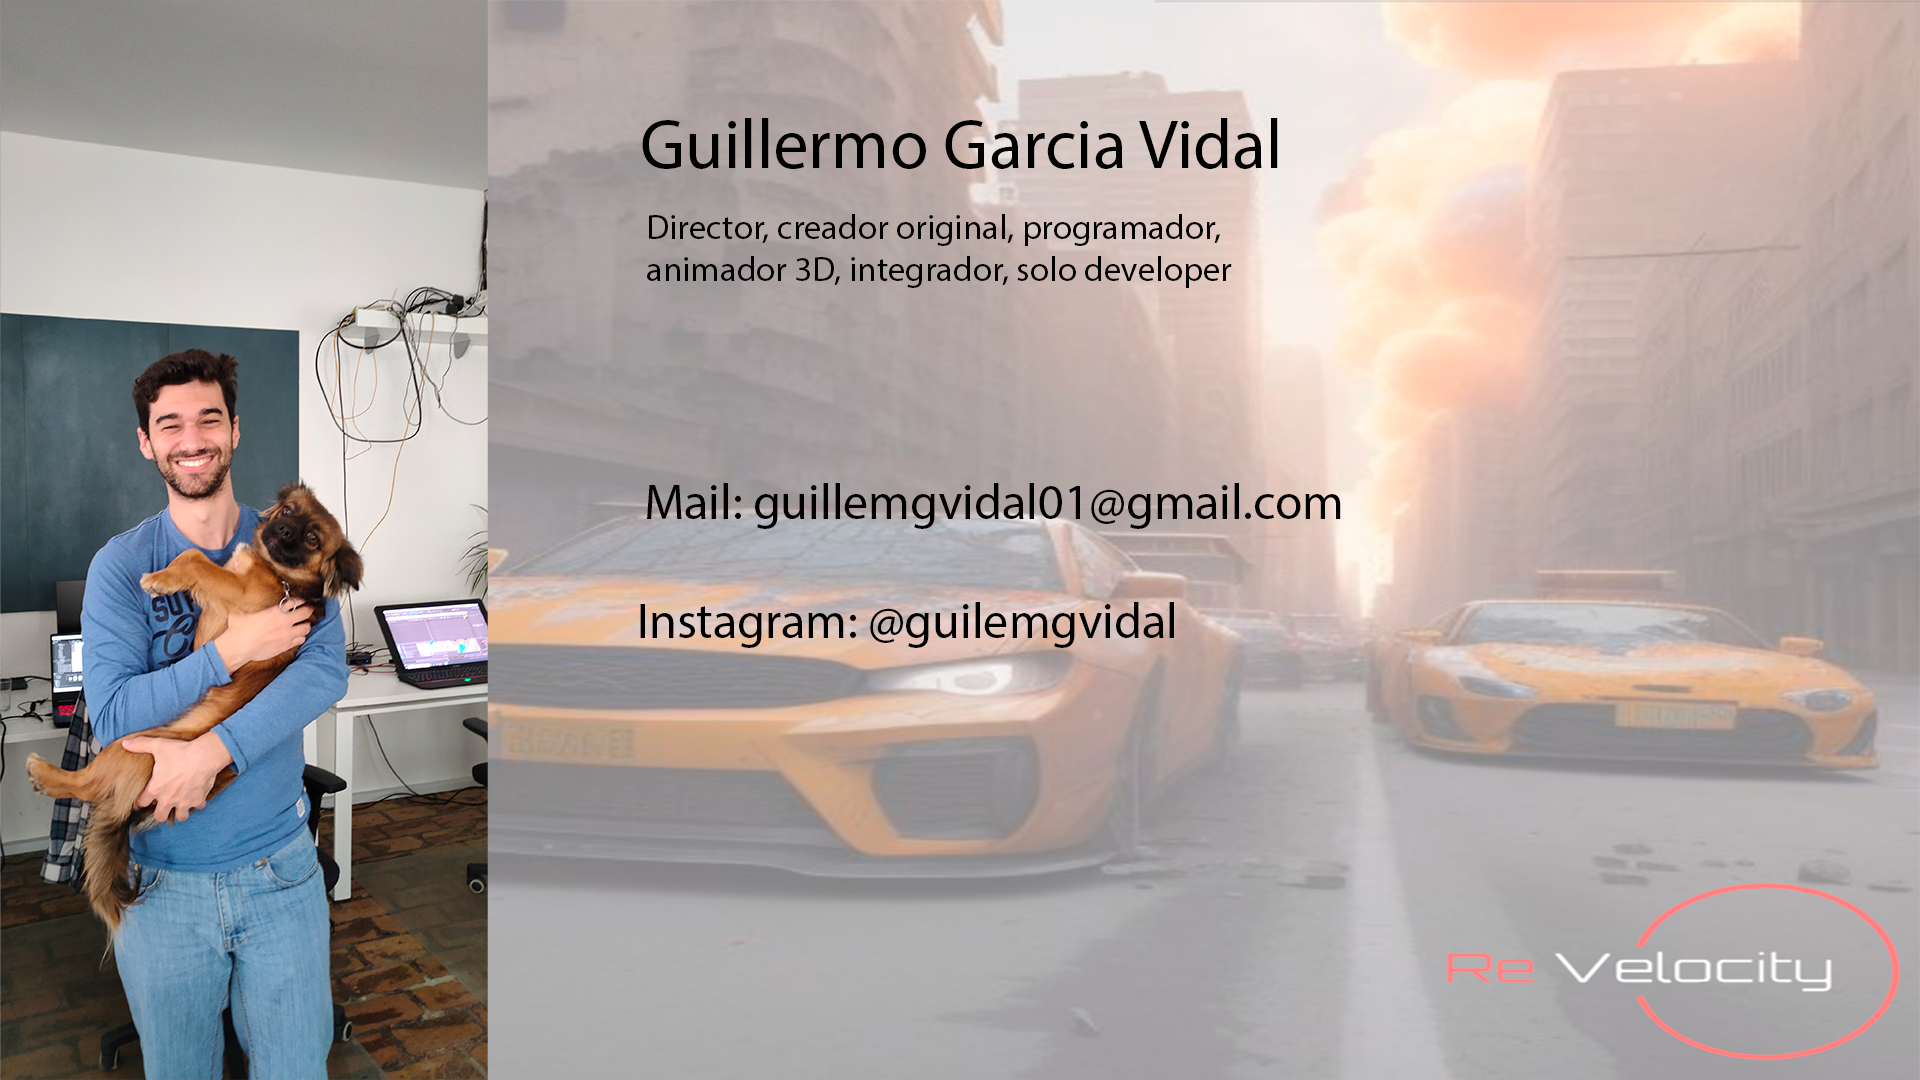 Guillermo Garcia Vidal
Director, creador original, programador,
animador 3D, integrador, solo developer
Mail: guillemgvidal01@gmail.com
Instagram: @guilemgvidal
Re Velocity